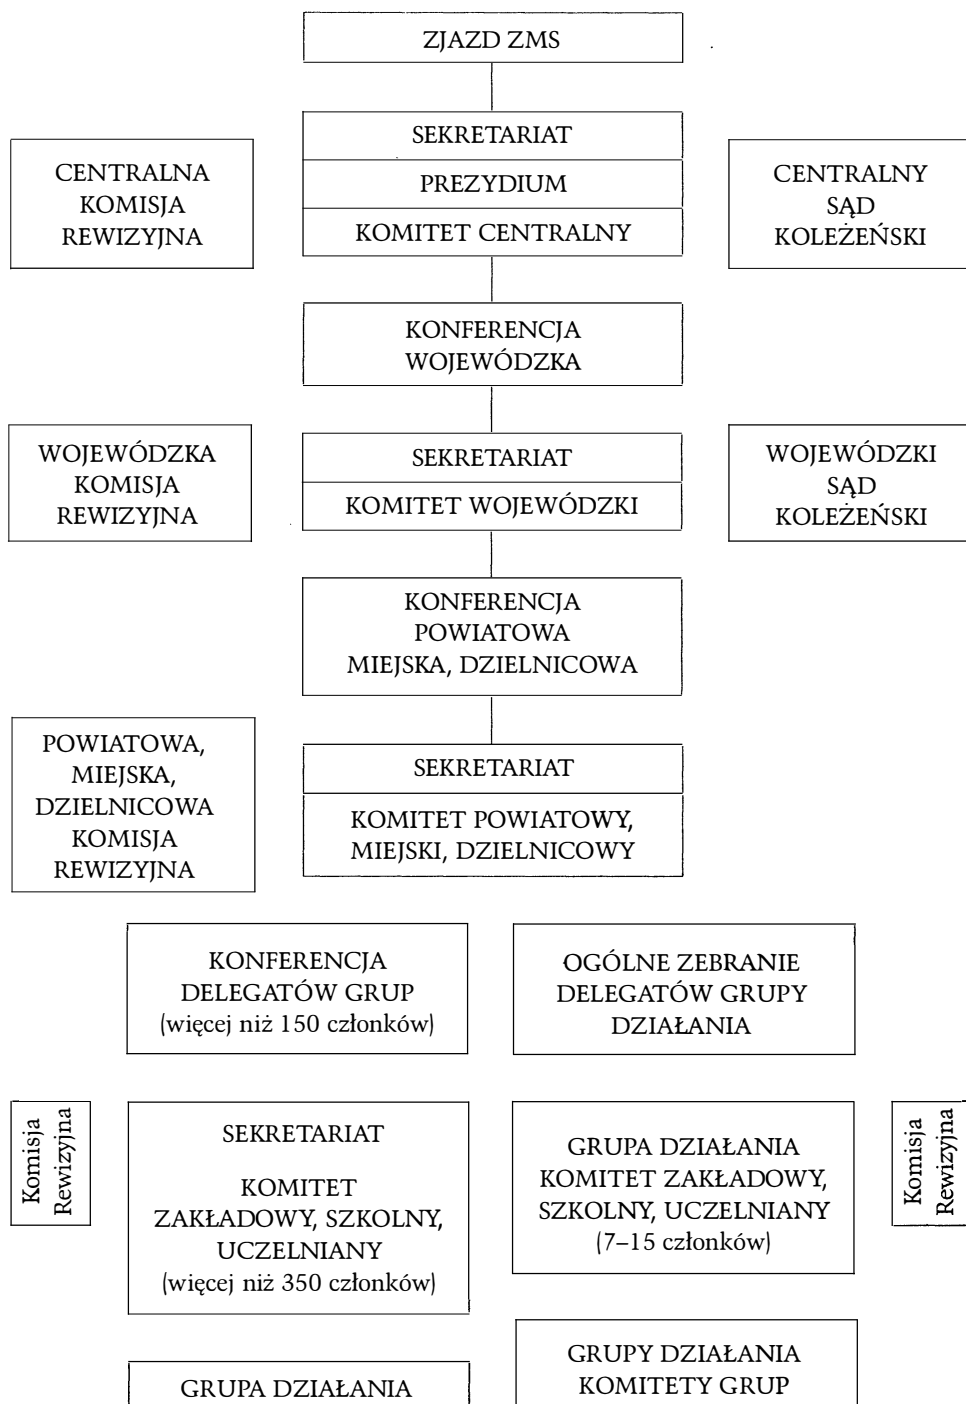 ZJAZD ZMS
SEKRETARIAT
PREZYDIUM
KOMITET CENTRALNY
CENTRALNA
KOMISJA
REWIZYJNA
CENTRALNY
SĄD
KOLEŻEŃSKI
KONFERENCJA
WOJEWÓDZKA
WOJEWÓDZKA
KOMISJA
REWIZYJNA
SEKRETARIAT
KOMITET WOJEWÓDZKI
WOJEWÓDZKI
SĄD
KOLEŻEŃSKI
KONFERENCJA
POWIATOWA
MIEJSKA, DZIELNICOWA
POWIATOWA,
MIEJSKA,
DZIELNICOWA
KOMISJA
REWIZYJNA
SEKRETARIAT
KOMITET POWIATOWY,
MIEJSKI, DZIELNICOWY
KONFERENCJA
DELEGATÓW GRUP
(więcej niż 150 członków)
OGÓLNE ZEBRANIE
DELEGATÓW GRUPY
DZIAŁANIA
Komisja
Rewizyjna
SEKRETARIAT
KOMITET
ZAKŁADOWY, SZKOLNY,
UCZELNIANY
(więcej niż 350 członków)
GRUPA DZIAŁANIA
KOMITET ZAKŁADOWY,
SZKOLNY, UCZELNIANY
(7–15 członków)
Komisja
Rewizyjna
GRUPA DZIAŁANIA
GRUPY DZIAŁANIA
KOMITETY GRUP